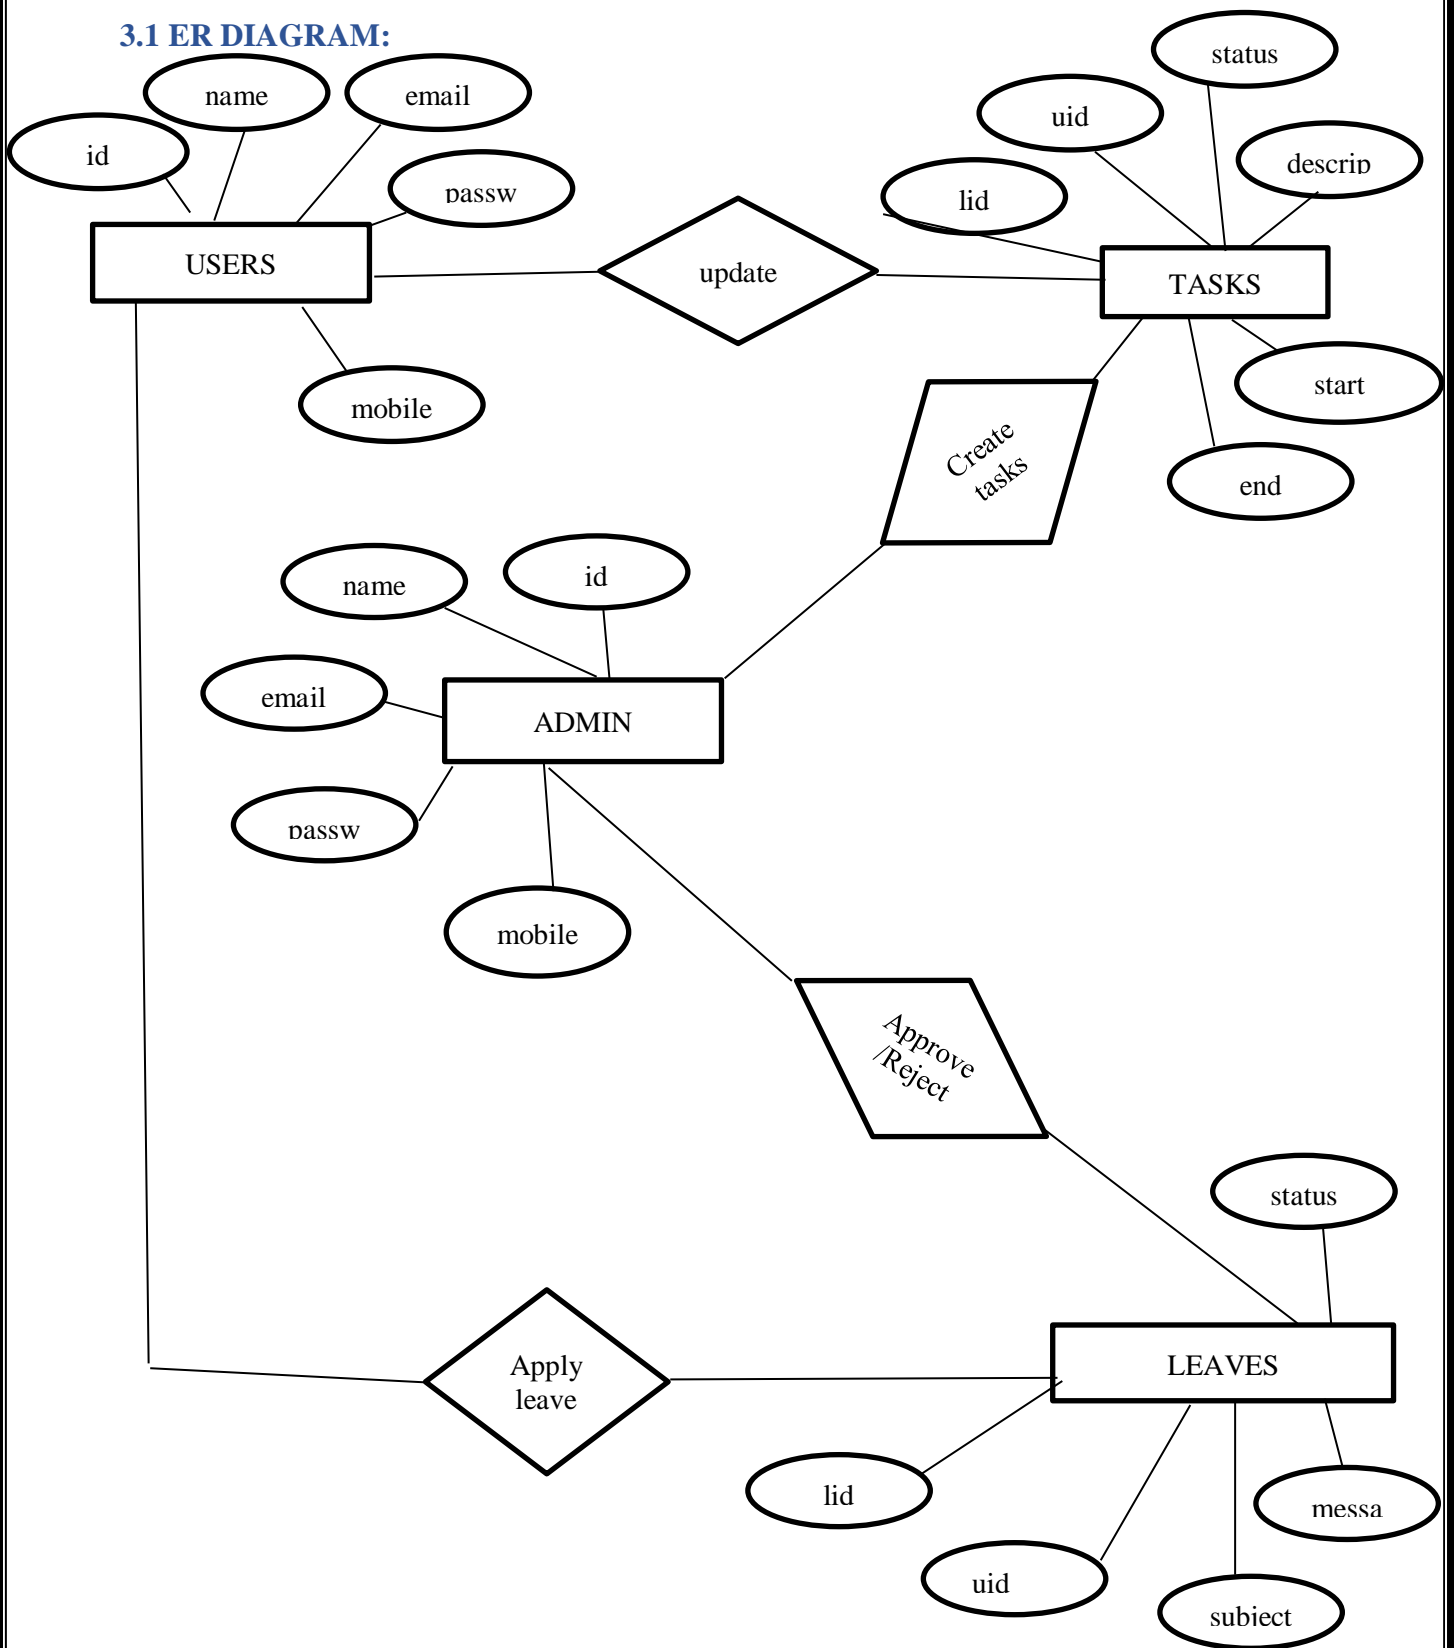 3.1 ER DIAGRAM:
status
name
email
uid
id
descrip
passw
lid
USERS
update
TASKS
mobile
start
Create
tasks
end
name
id
email
ADMIN
passw
mobile
Approve
/Reject
status
Apply
leave
LEAVES
lid
messa
uid
subject